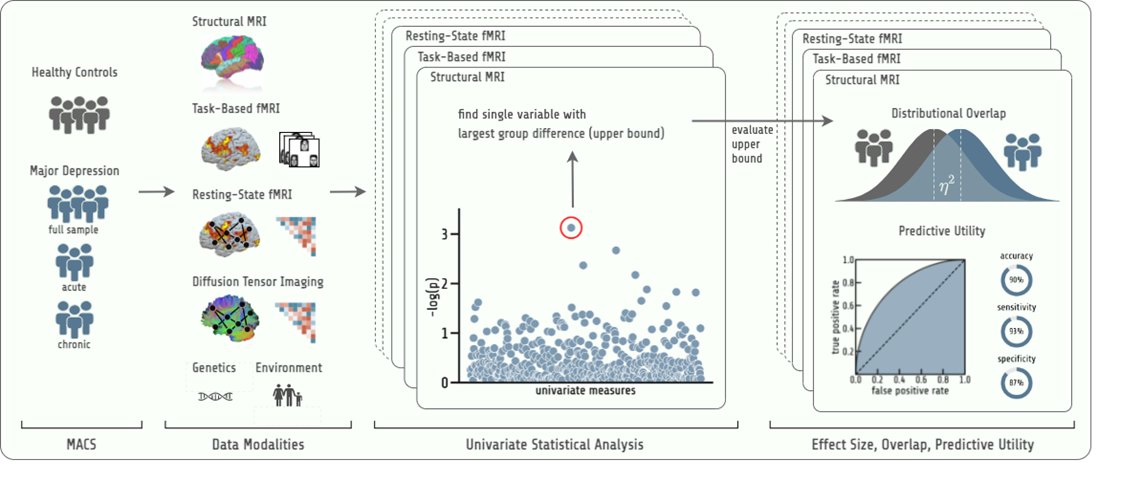 Healthy Controls
Major Depression
full sample
acute
chronic
MACS
Structural MRI
Task-Based fMRI
Resting-State fMRI
Diffusion Tensor Imaging
Genetics
Environment
Data Modalities
Resting-State fMRI
Task-Based fMRI
Structural MRI
find single variable with
largest group difference (upper bound)
-log(p)
3
2
1
0
univariate measures
Univariate Statistical Analysis
evaluate
upper
bound
Resting-State fMRI
Task-Based fMRI
Structural MRI
Distributional Overlap
η²
Predictive Utility
true positive rate
1.0
0.8
0.6
0.4
0.2
0.0 0.2 0.4 0.6 0.8 1.0
false positive rate
accuracy
90%
sensitivity
93%
specificity
87%
Effect Size, Overlap, Predictive Utility